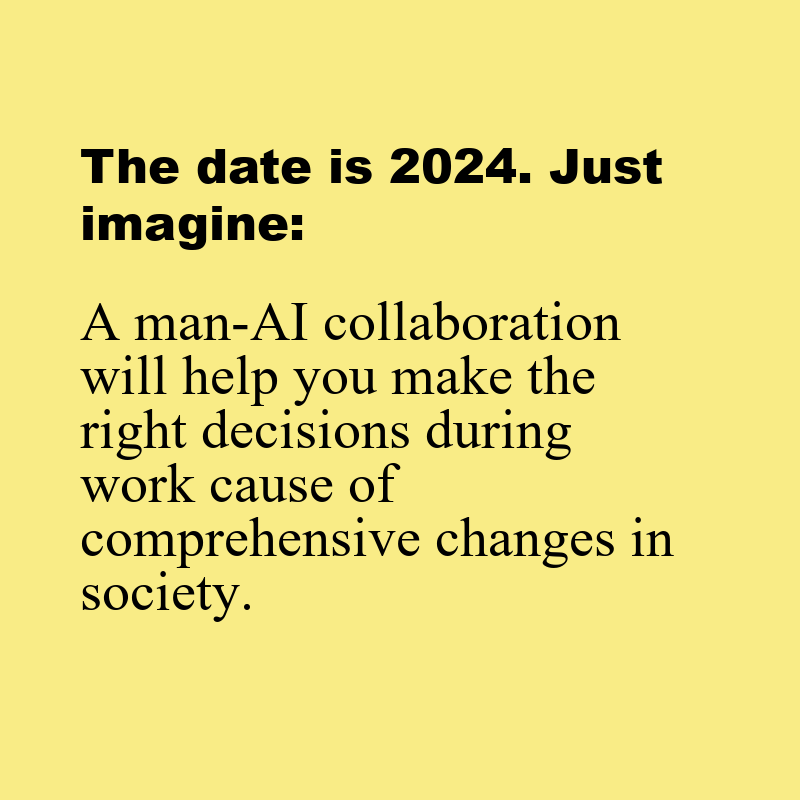 The date is 2024. Just
imagine:
A man-AI collaboration
will help you make the
right decisions during
work cause of
comprehensive changes in
society.